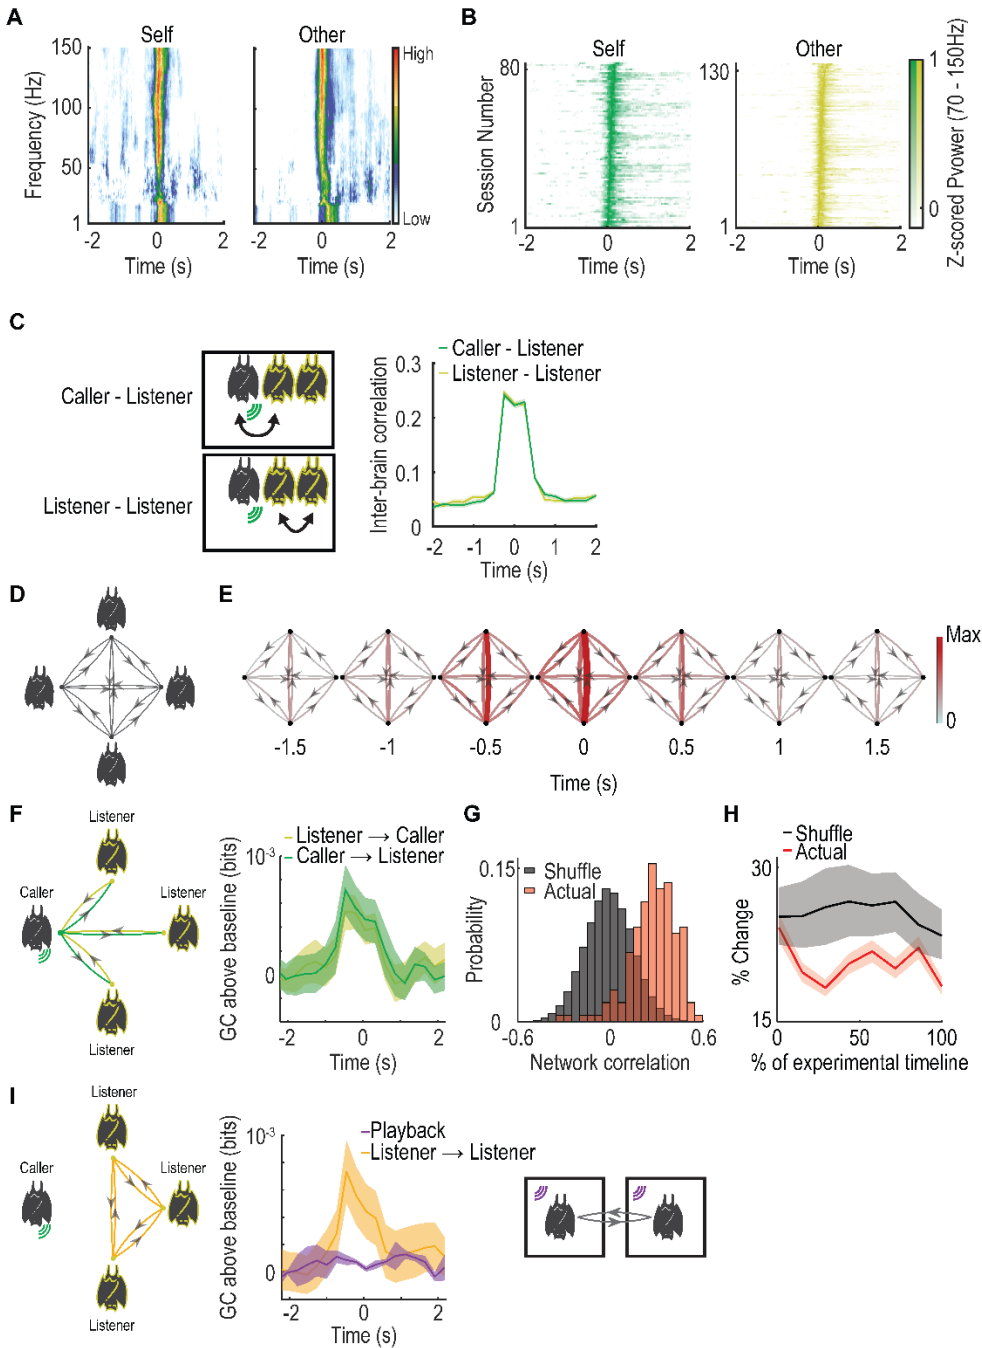 A
Self
Other
150
100
50
1
Frequency (Hz)
High
Low
-2 0 2
-2 0 2
Time (s)
Time (s)
B
Self
Other
80
1
Session Number
130
1
1
0
Z-scored Pvower (70 - 150Hz)
-2 0 2
-2 0 2
Time (s)
Time (s)
C
Caller - Listener
Listener - Listener
Caller - Listener
Listener - Listener
0.3
0.2
0.1
0
Inter-brain correlation
-2 -1 0 1 2
Time (s)
D
E
Max
0
-1.5 -1 -0.5 0 0.5 1 1.5
Time (s)
F
Listener
Caller
Listener
Listener
Listener → Caller
Caller → Listener
10-3
0
GC above baseline (bits)
-2 0 2
Time (s)
G
Shuffle
Actual
0.15
0
Probability
-0.6 0 0.6
Network correlation
H
Shuffle
Actual
30
15
% Change
0 50 100
% of experimental timeline
I
Listener
Caller
Listener
Listener
Playback
Listener → Listener
10-3
0
GC above baseline (bits)
-2 0 2
Time (s)